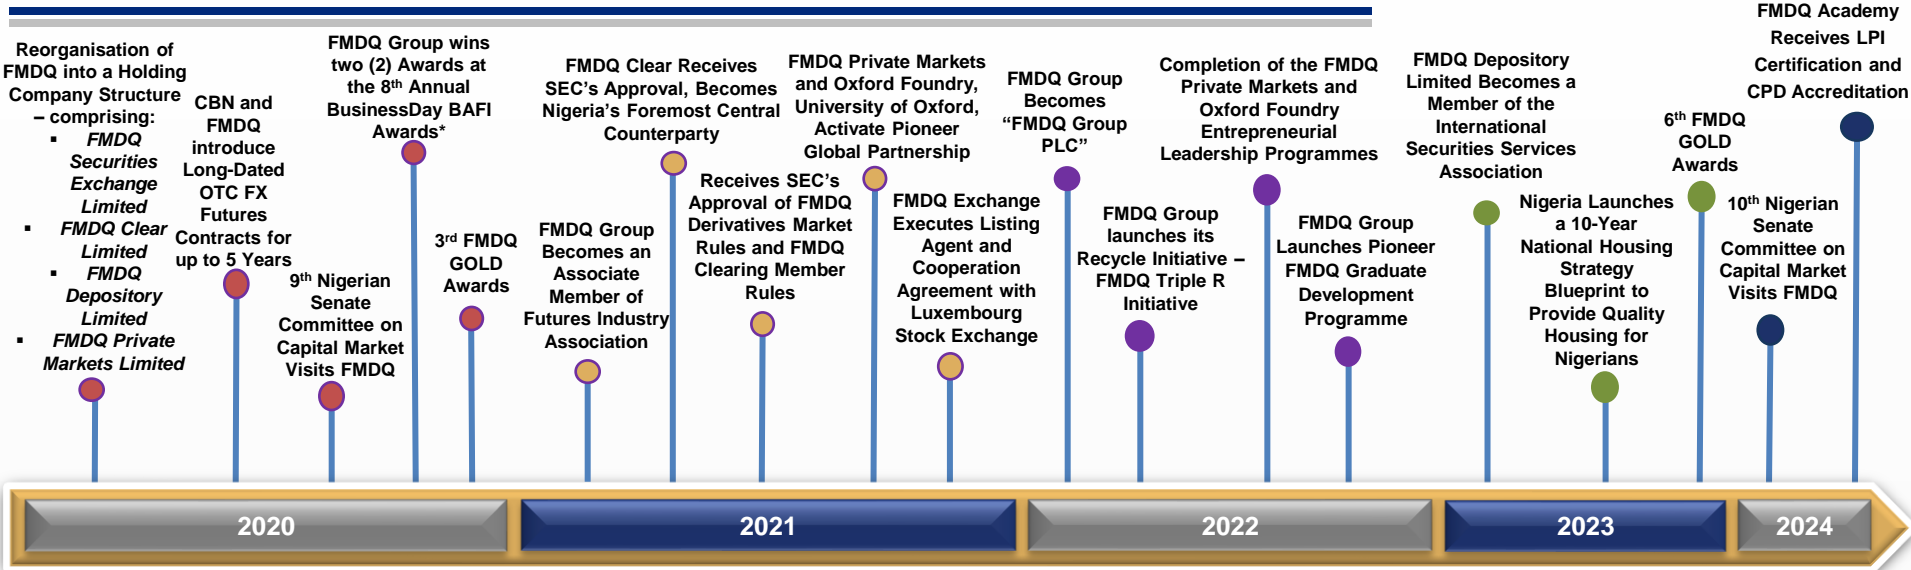 Reorganisation of
FMDQ into a Holding
Company Structure
– comprising:
▪ FMDQ
Securities
Exchange
Limited
▪ FMDQ Clear
Limited
▪ FMDQ
Depository
Limited
▪ FMDQ Private
Markets Limited
CBN and
FMDQ
introduce
Long-Dated
OTC FX
Futures
Contracts for
up to 5 Years
9th Nigerian
Senate
Committee on
Capital Market
Visits FMDQ
FMDQ Group wins
two (2) Awards at
the 8th Annual
BusinessDay BAFI
Awards*
3rd FMDQ
GOLD
Awards
FMDQ Group
Becomes an
Associate
Member of
Futures Industry
Association
FMDQ Clear Receives
SEC’s Approval, Becomes
Nigeria’s Foremost Central
Counterparty
Receives SEC’s
Approval of FMDQ
Derivatives Market
Rules and FMDQ
Clearing Member
Rules
FMDQ Private Markets
and Oxford Foundry,
University of Oxford,
Activate Pioneer
Global Partnership
FMDQ Exchange
Executes Listing
Agent and
Cooperation
Agreement with
Luxembourg
Stock Exchange
FMDQ Group
Becomes
“FMDQ Group
PLC”
FMDQ Group
launches its
Recycle Initiative –
FMDQ Triple R
Initiative
Completion of the FMDQ
Private Markets and
Oxford Foundry
Entrepreneurial
Leadership Programmes
FMDQ Group
Launches Pioneer
FMDQ Graduate
Development
Programme
FMDQ Depository
Limited Becomes a
Member of the
International
Securities Services
Association
Nigeria Launches
a 10-Year
National Housing
Strategy
Blueprint to
Provide Quality
Housing for
Nigerians
6th FMDQ
GOLD
Awards
10th Nigerian
Senate
Committee on
Capital Market
Visits FMDQ
FMDQ Academy
Receives LPI
Certification and
CPD Accreditation
2020
2021
2022
2023
2024